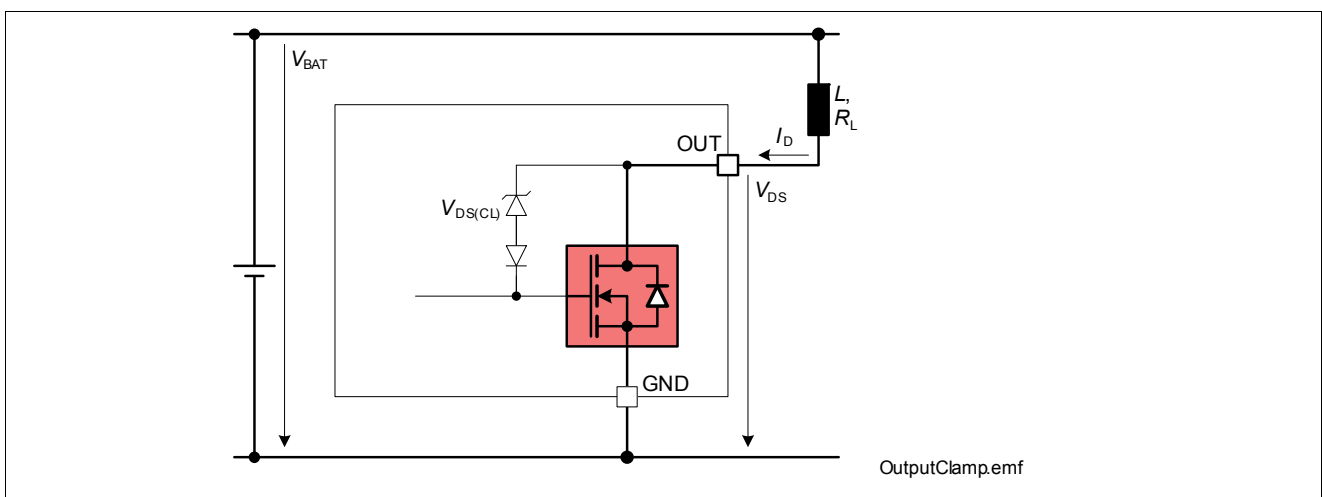 VBAT
L,
RL
OUT
ID
VDS(CL)
VDS
GND
OutputClamp.emf